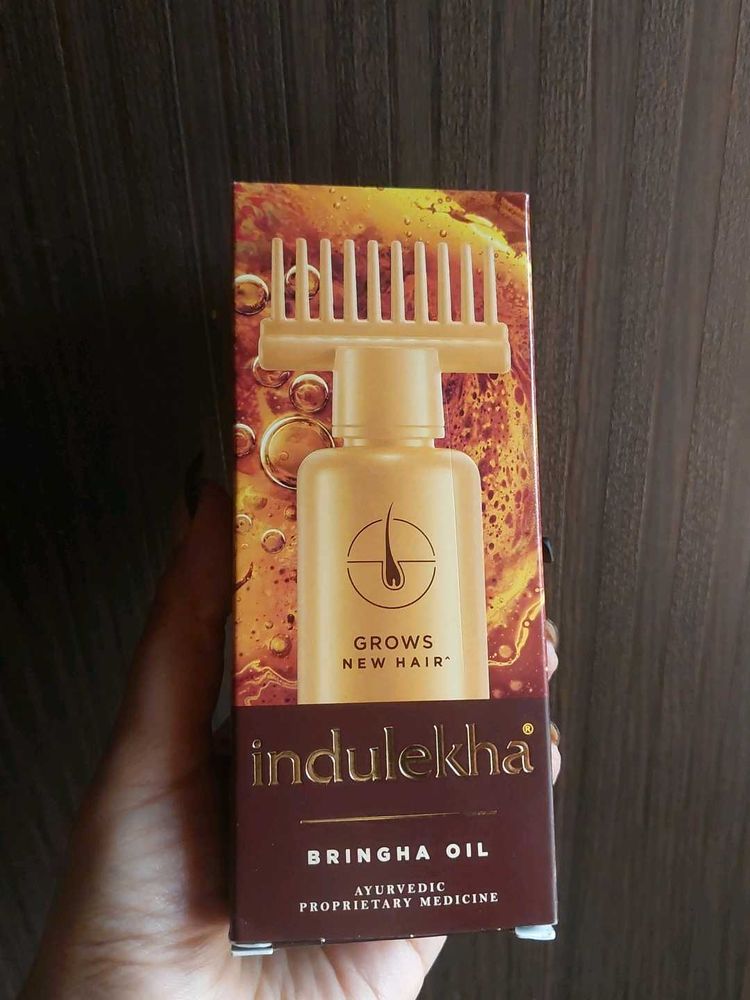 GROWS
NEW HAIR^
indulekha®
BRINGHA OIL
AYURVEDIC
PROPRIETARY MEDICINE